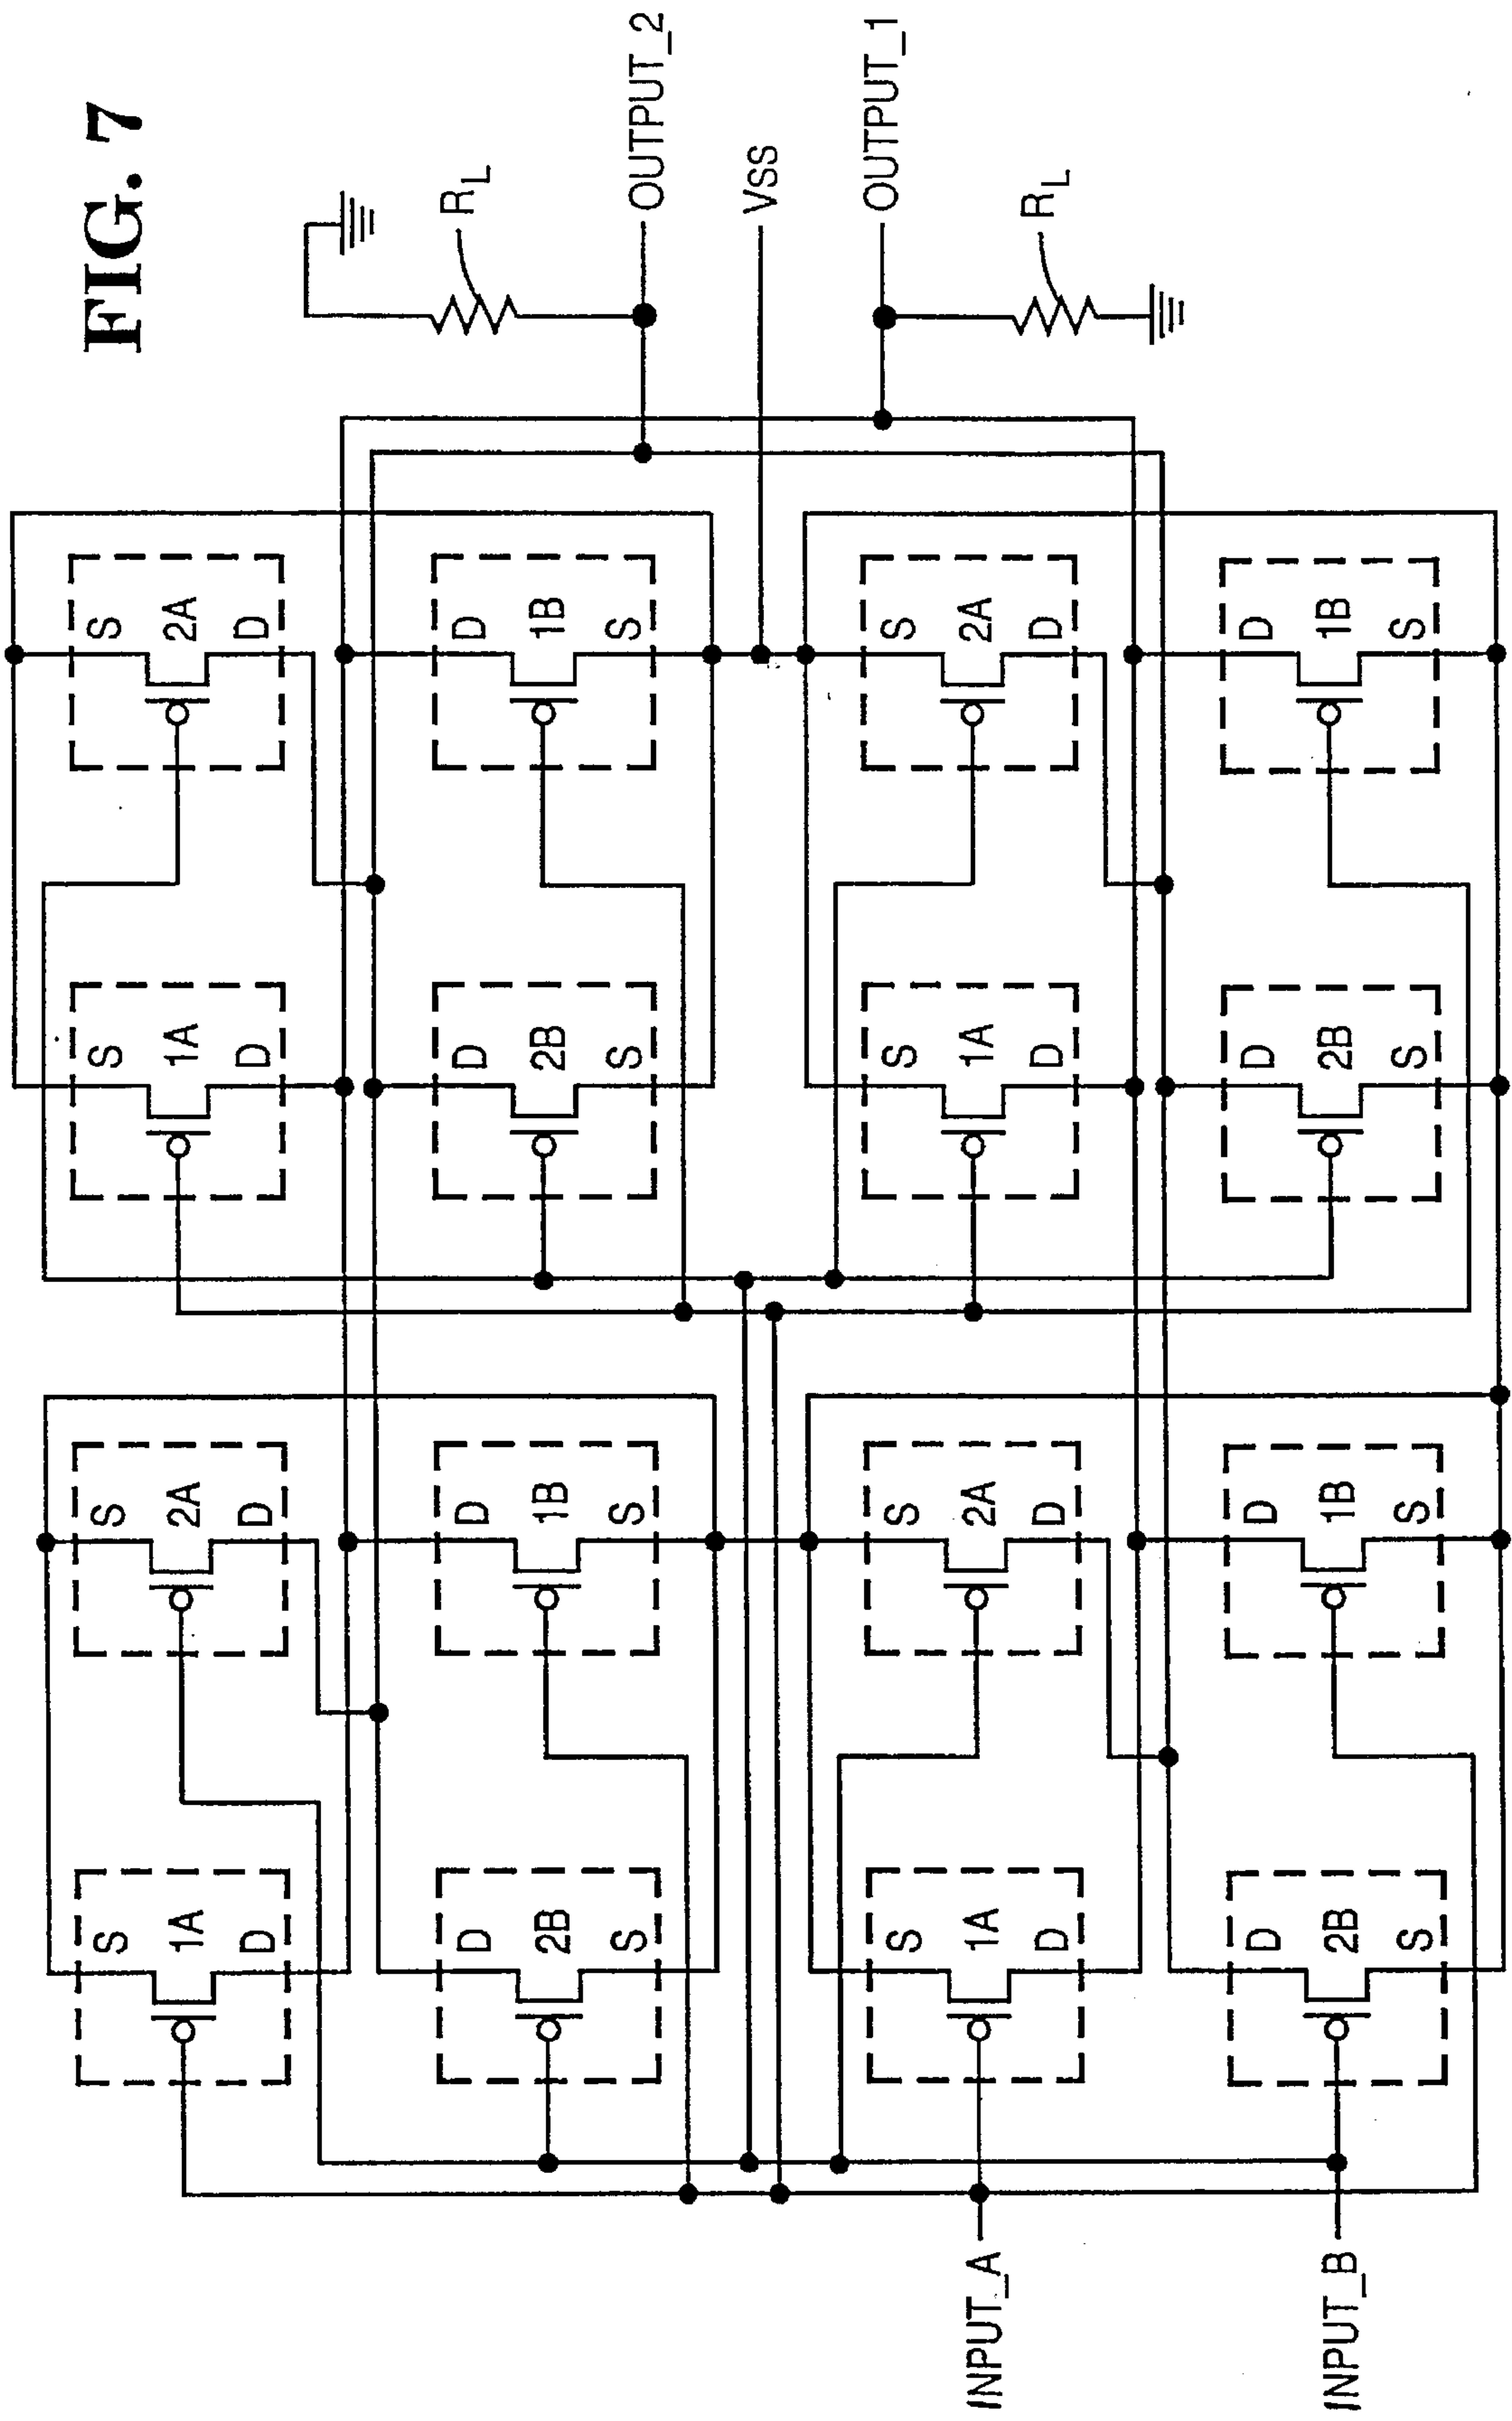 FIG. 7
S S S S
1A 2A 1A 2A
D D D D
RL
D D D D
2B 1B 2B 1B
S S S S
OUTPUT_2
VSS
OUTPUT_1
S S S S
INPUT_A 1A 2A 1A 2A
D D D D
RL
D D D D
INPUT_B 2B 1B 2B 1B
S S S S